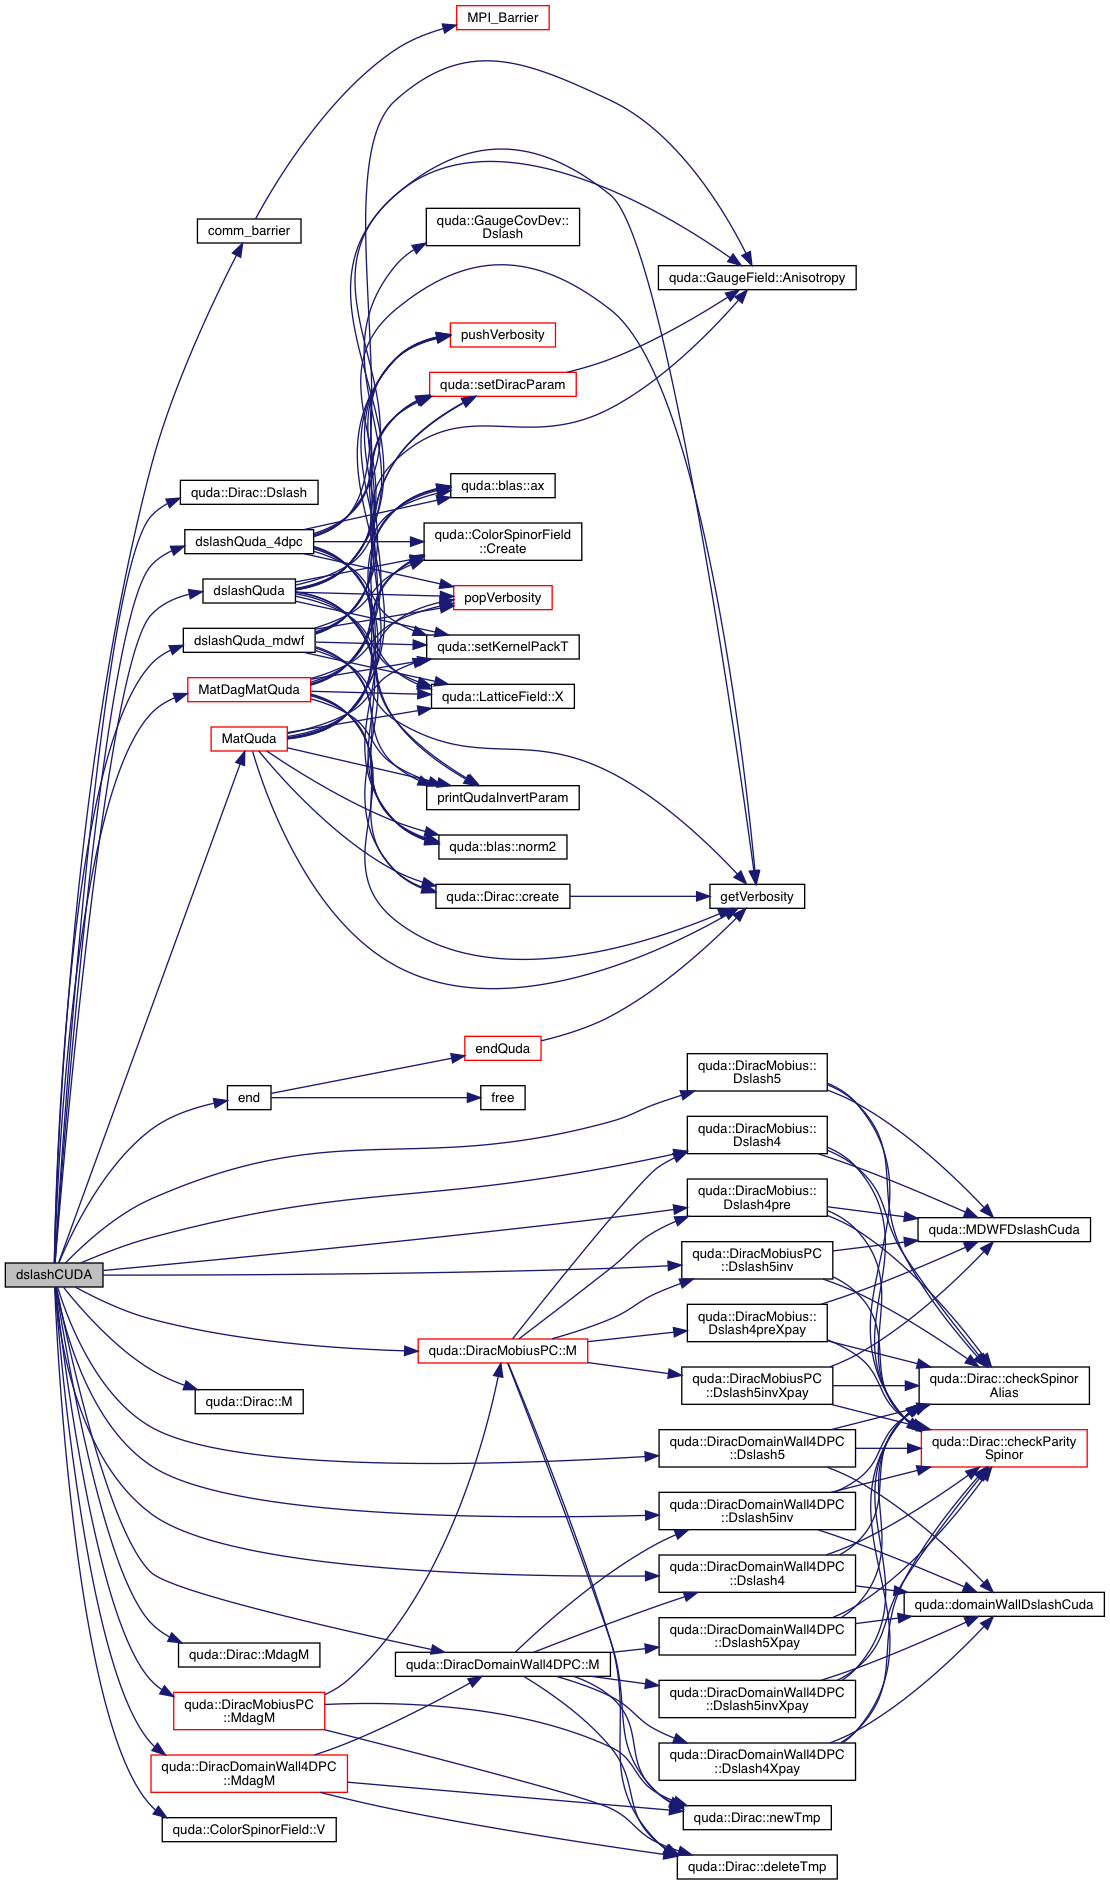 MPI_Barrier
comm_barrier
quda::GaugeCovDev::
Dslash
quda::GaugeField::Anisotropy
pushVerbosity
quda::setDiracParam
quda::Dirac::Dslash
quda::blas::ax
dslashQuda_4dpc
quda::ColorSpinorField
::Create
dslashQuda
popVerbosity
dslashQuda_mdwf
quda::setKernelPackT
MatDagMatQuda
quda::LatticeField::X
MatQuda
printQudaInvertParam
quda::blas::norm2
quda::Dirac::create
getVerbosity
endQuda
end
free
quda::DiracMobius::
Dslash5
quda::DiracMobius::
Dslash4
quda::DiracMobius::
Dslash4pre
quda::MDWFDslashCuda
quda::DiracMobiusPC
::Dslash5inv
dslashCUDA
quda::DiracMobius::
Dslash4preXpay
quda::DiracMobiusPC::M
quda::DiracMobiusPC
::Dslash5invXpay
quda::Dirac::checkSpinor
Alias
quda::Dirac::M
quda::DiracDomainWall4DPC
::Dslash5
quda::Dirac::checkParity
Spinor
quda::DiracDomainWall4DPC
::Dslash5inv
quda::DiracDomainWall4DPC
::Dslash4
quda::domainWallDslashCuda
quda::DiracDomainWall4DPC
::Dslash5Xpay
quda::Dirac::MdagM
quda::DiracDomainWall4DPC::M
quda::DiracDomainWall4DPC
::Dslash5invXpay
quda::DiracMobiusPC
::MdagM
quda::DiracDomainWall4DPC
::Dslash4Xpay
quda::DiracDomainWall4DPC
::MdagM
quda::Dirac::newTmp
quda::ColorSpinorField::V
quda::Dirac::deleteTmp